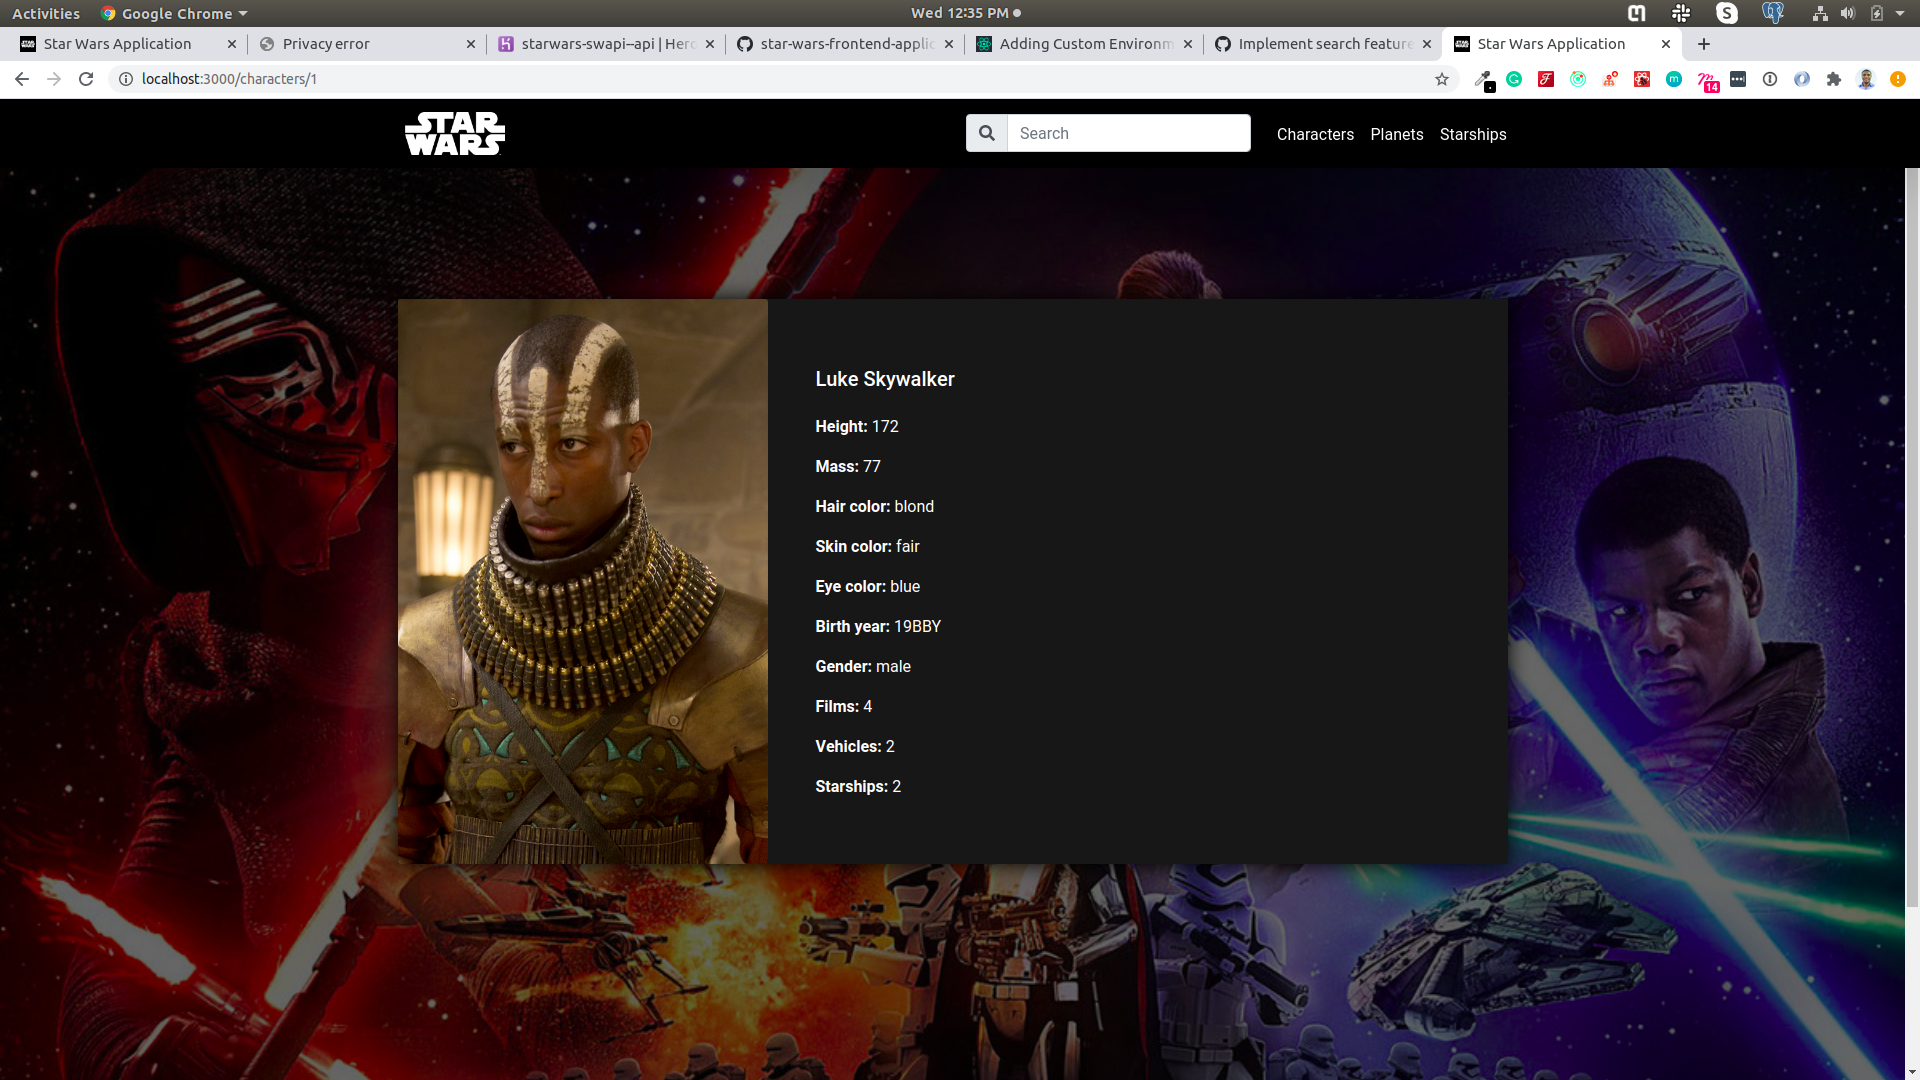 Activities Google Chrome Wed 12:35 PM
Star Wars Application Privacy error starwars-swapi--api | Hero star-wars-frontend-applic Adding Custom Environm Implement search feature Star Wars Application
localhost:3000/characters/1
14
STAR WARS Search Characters Planets Starships
Luke Skywalker
Height: 172
Mass: 77
Hair color: blond
Skin color: fair
Eye color: blue
Birth year: 19BBY
Gender: male
Films: 4
Vehicles: 2
Starships: 2